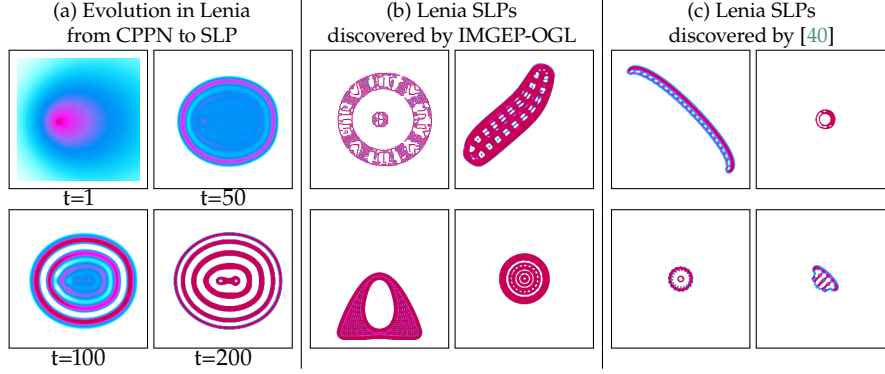 (a) Evolution in Lenia
from CPPN to SLP
t=1
t=50
t=100
t=200
(b) Lenia SLPs
discovered by IMGEP-OGL
(c) Lenia SLPs
discovered by [40]